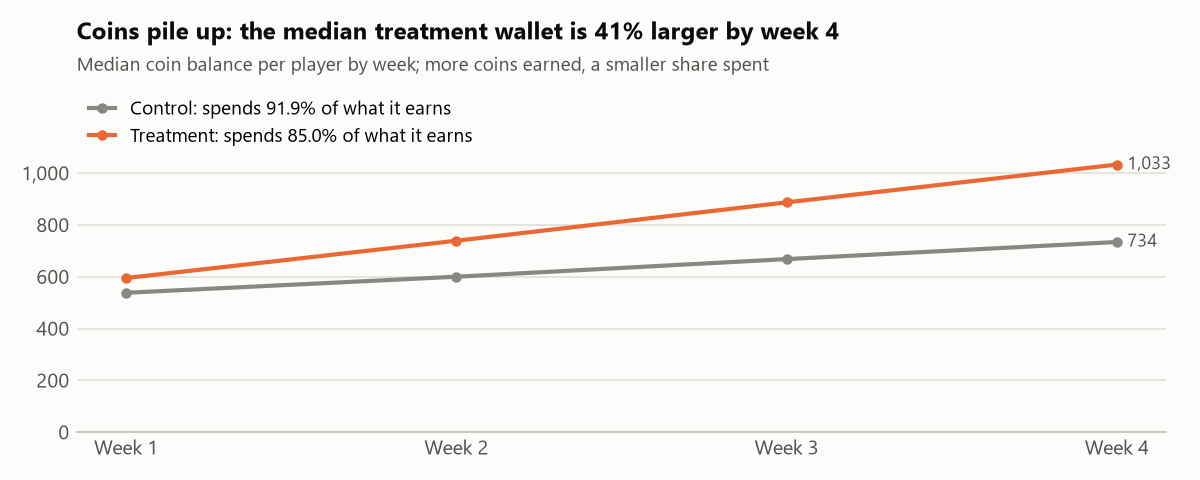 Coins pile up: the median treatment wallet is 41% larger by week 4
Median coin balance per player by week; more coins earned, a smaller share spent
Control: spends 91.9% of what it earns
Treatment: spends 85.0% of what it earns
1,033
1,000
800
734
600
400
200
0
Week 1 Week 2 Week 3 Week 4